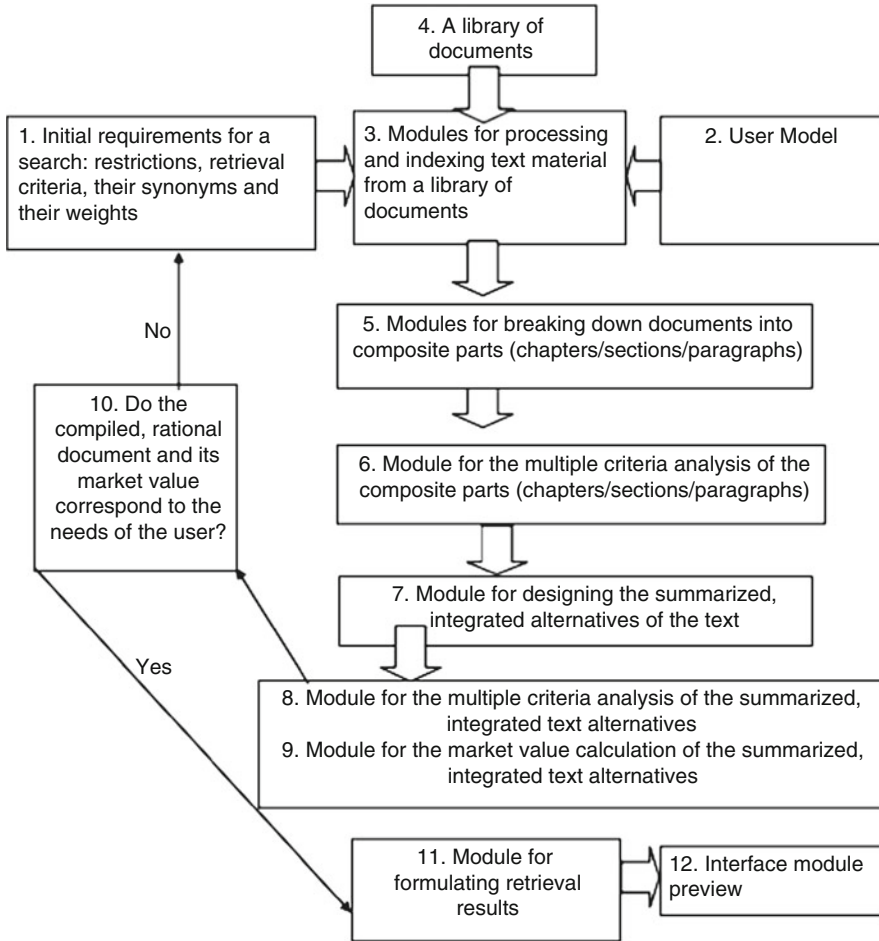 4. A library of
documents
1. Initial requirements for a
search: restrictions, retrieval
criteria, their synonyms and
their weights
3. Modules for processing
and indexing text material
from a library of
documents
2. User Model
5. Modules for breaking down documents into
composite parts (chapters/sections/paragraphs)
No
10. Do the
compiled, rational
document and its
market value
correspond to the
needs of the user?
6. Module for the multiple criteria analysis of the
composite parts (chapters/sections/paragraphs)
7. Module for designing the summarized,
integrated alternatives of the text
Yes
8. Module for the multiple criteria analysis of the summarized,
integrated text alternatives
9. Module for the market value calculation of the summarized,
integrated text alternatives
11. Module for
formulating retrieval
results
12. Interface module
preview